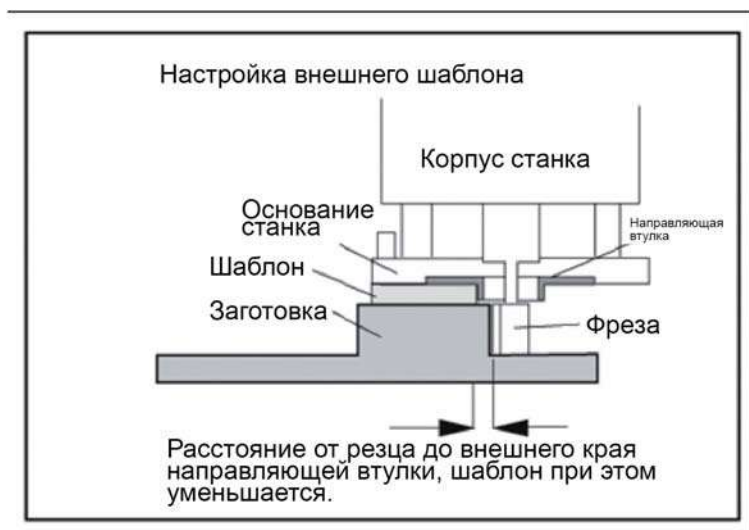 Настройка внешнего шаблона
Корпус станка
Основание
станка
Направляющая
втулка
Шаблон
Заготовка
Фреза
Расстояние от резца до внешнего края
направляющей втулки, шаблон при этом
уменьшается.